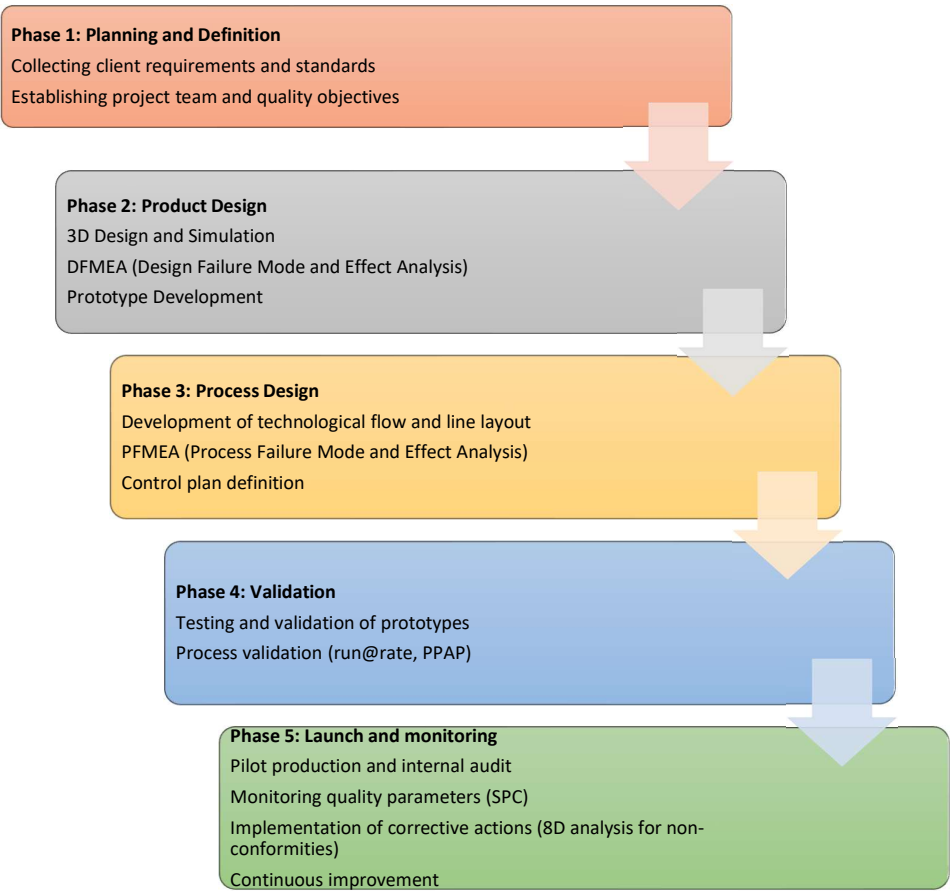 Phase 1: Planning and Definition
Collecting client requirements and standards
Establishing project team and quality objectives
Phase 2: Product Design
3D Design and Simulation
DFMEA (Design Failure Mode and Effect Analysis)
Prototype Development
Phase 3: Process Design
Development of technological flow and line layout
PFMEA (Process Failure Mode and Effect Analysis)
Control plan definition
Phase 4: Validation
Testing and validation of prototypes
Process validation (run@rate, PPAP)
Phase 5: Launch and monitoring
Pilot production and internal audit
Monitoring quality parameters (SPC)
Implementation of corrective actions (8D analysis for non-
conformities)
Continuous improvement